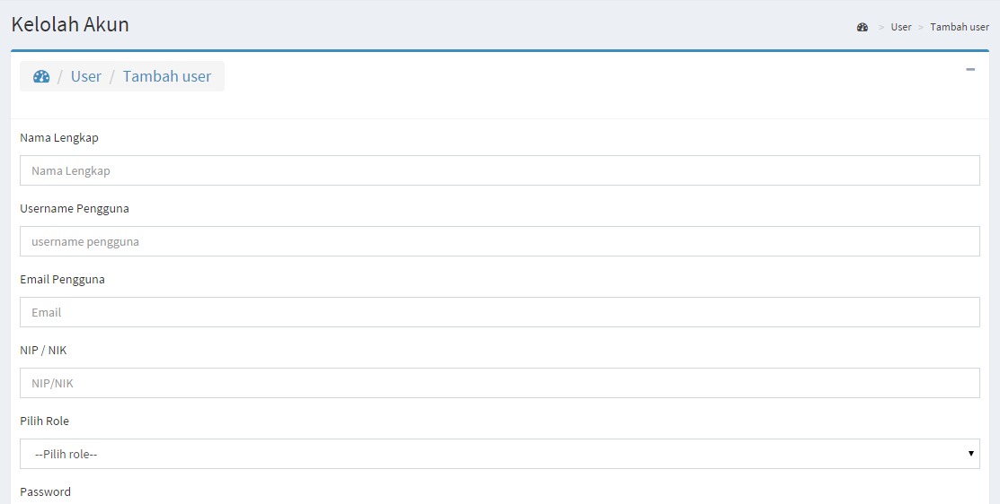 Kelolah Akun
> User > Tambah user
/ User / Tambah user
Nama Lengkap
Nama Lengkap
Username Pengguna
username pengguna
Email Pengguna
Email
NIP / NIK
NIP/NIK
Pilih Role
--Pilih role--
Password